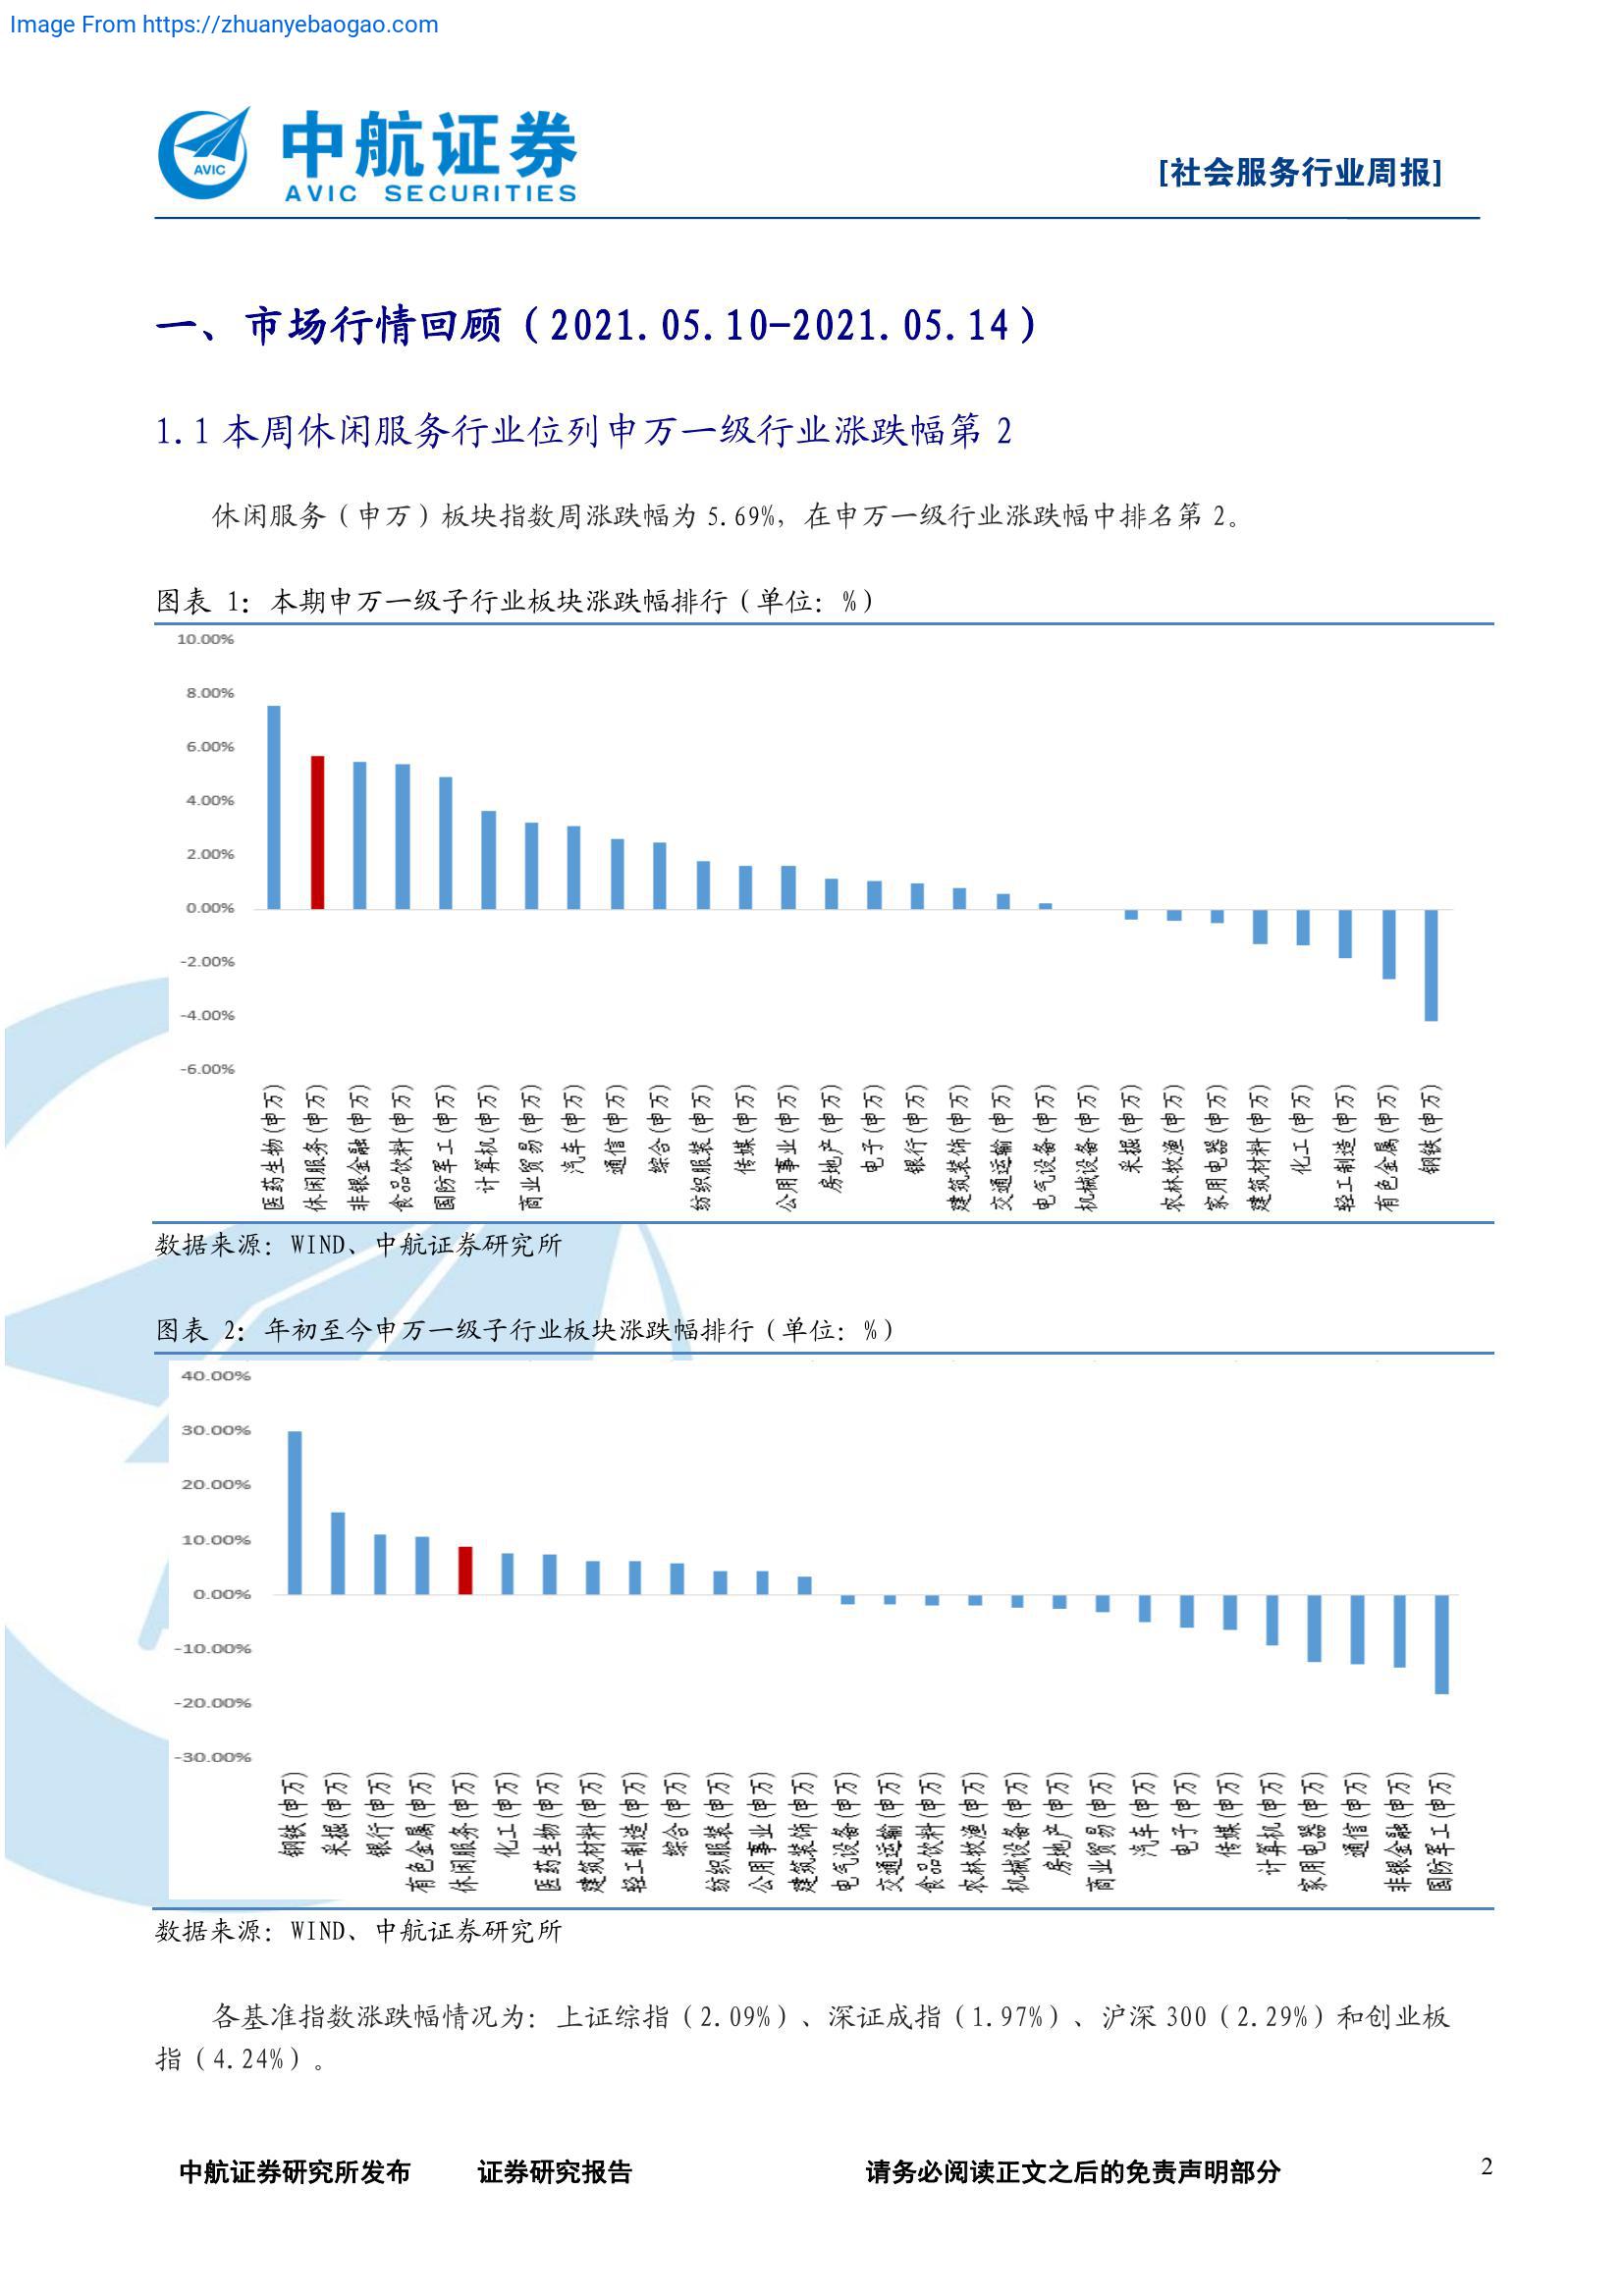 Image From https://zhuanyebaogao.com
AVIC
中航证券
AVIC SECURITIES
[社会服务行业周报]
一、市场行情回顾（2021.05.10-2021.05.14）
1.1 本周休闲服务行业位列申万一级行业涨跌幅第 2
休闲服务（申万）板块指数周涨跌幅为 5.69%，在申万一级行业涨跌幅中排名第 2。
图表 1：本期申万一级子行业板块涨跌幅排行（单位：%）
10.00%
8.00%
6.00%
4.00%
2.00%
0.00%
-2.00%
-4.00%
-6.00%
医药生物(申万)
休闲服务(申万)
非银金融(申万)
食品饮料(申万)
国防军工(申万)
计算机(申万)
商业贸易(申万)
汽车(申万)
通信(申万)
综合(申万)
纺织服装(申万)
传媒(申万)
公用事业(申万)
房地产(申万)
电子(申万)
银行(申万)
建筑装饰(申万)
交通运输(申万)
电气设备(申万)
机械设备(申万)
采掘(申万)
农林牧渔(申万)
家用电器(申万)
建筑材料(申万)
化工(申万)
轻工制造(申万)
有色金属(申万)
钢铁(申万)
数据来源：WIND、中航证券研究所
图表 2：年初至今申万一级子行业板块涨跌幅排行（单位：%）
40.00%
30.00%
20.00%
10.00%
0.00%
-10.00%
-20.00%
-30.00%
钢铁(申万)
采掘(申万)
银行(申万)
有色金属(申万)
休闲服务(申万)
化工(申万)
医药生物(申万)
建筑材料(申万)
轻工制造(申万)
综合(申万)
纺织服装(申万)
公用事业(申万)
建筑装饰(申万)
电气设备(申万)
交通运输(申万)
食品饮料(申万)
农林牧渔(申万)
机械设备(申万)
房地产(申万)
商业贸易(申万)
汽车(申万)
电子(申万)
传媒(申万)
计算机(申万)
家用电器(申万)
通信(申万)
非银金融(申万)
国防军工(申万)
数据来源：WIND、中航证券研究所
各基准指数涨跌幅情况为：上证综指（2.09%）、深证成指（1.97%）、沪深 300（2.29%）和创业板
指（4.24%）。
中航证券研究所发布 证券研究报告 请务必阅读正文之后的免责声明部分 2